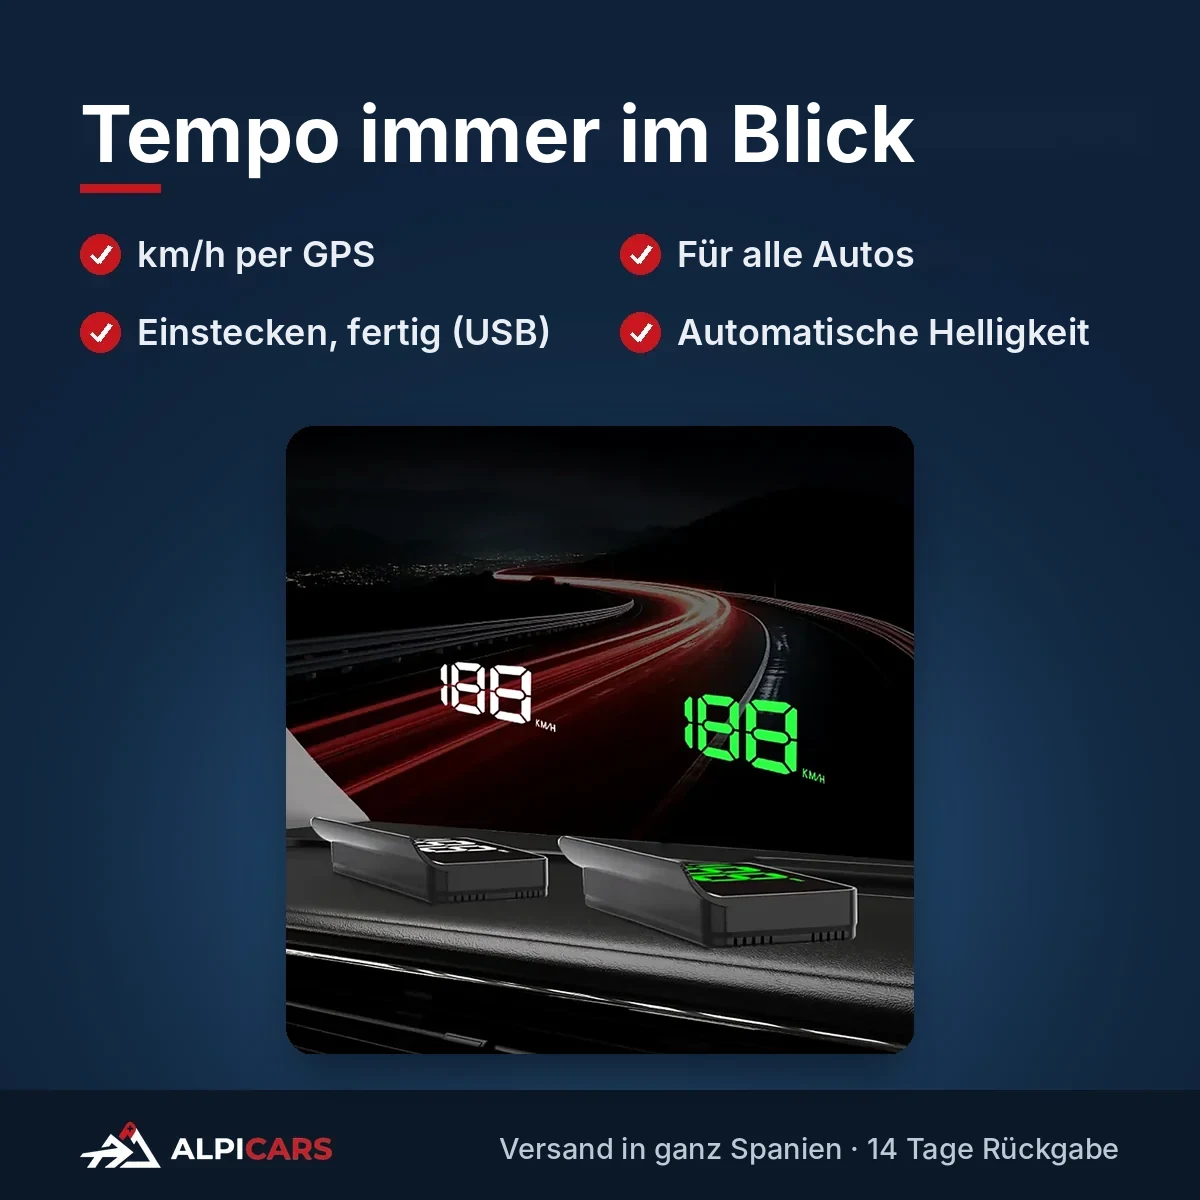 Tempo immer im Blick
km/h per GPS
Für alle Autos
Einstecken, fertig (USB)
Automatische Helligkeit
188 KM/H
188 KM/H
ALPICARS
Versand in ganz Spanien · 14 Tage Rückgabe